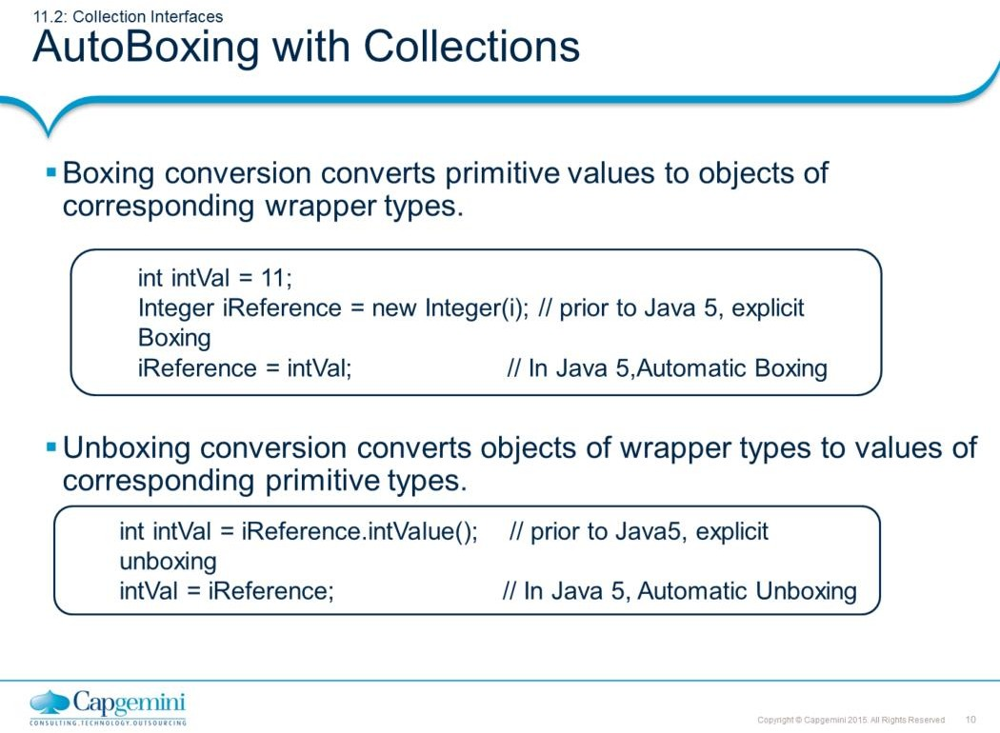 11.2: Collection Interfaces
AutoBoxing with Collections
▪ Boxing conversion converts primitive values to objects of
corresponding wrapper types.
int intVal = 11;
Integer iReference = new Integer(i); // prior to Java 5, explicit
Boxing
iReference = intVal; // In Java 5,Automatic Boxing
▪ Unboxing conversion converts objects of wrapper types to values of
corresponding primitive types.
int intVal = iReference.intValue(); // prior to Java5, explicit
unboxing
intVal = iReference; // In Java 5, Automatic Unboxing
Capgemini
CONSULTING.TECHNOLOGY.OUTSOURCING
Copyright © Capgemini 2015. All Rights Reserved 10